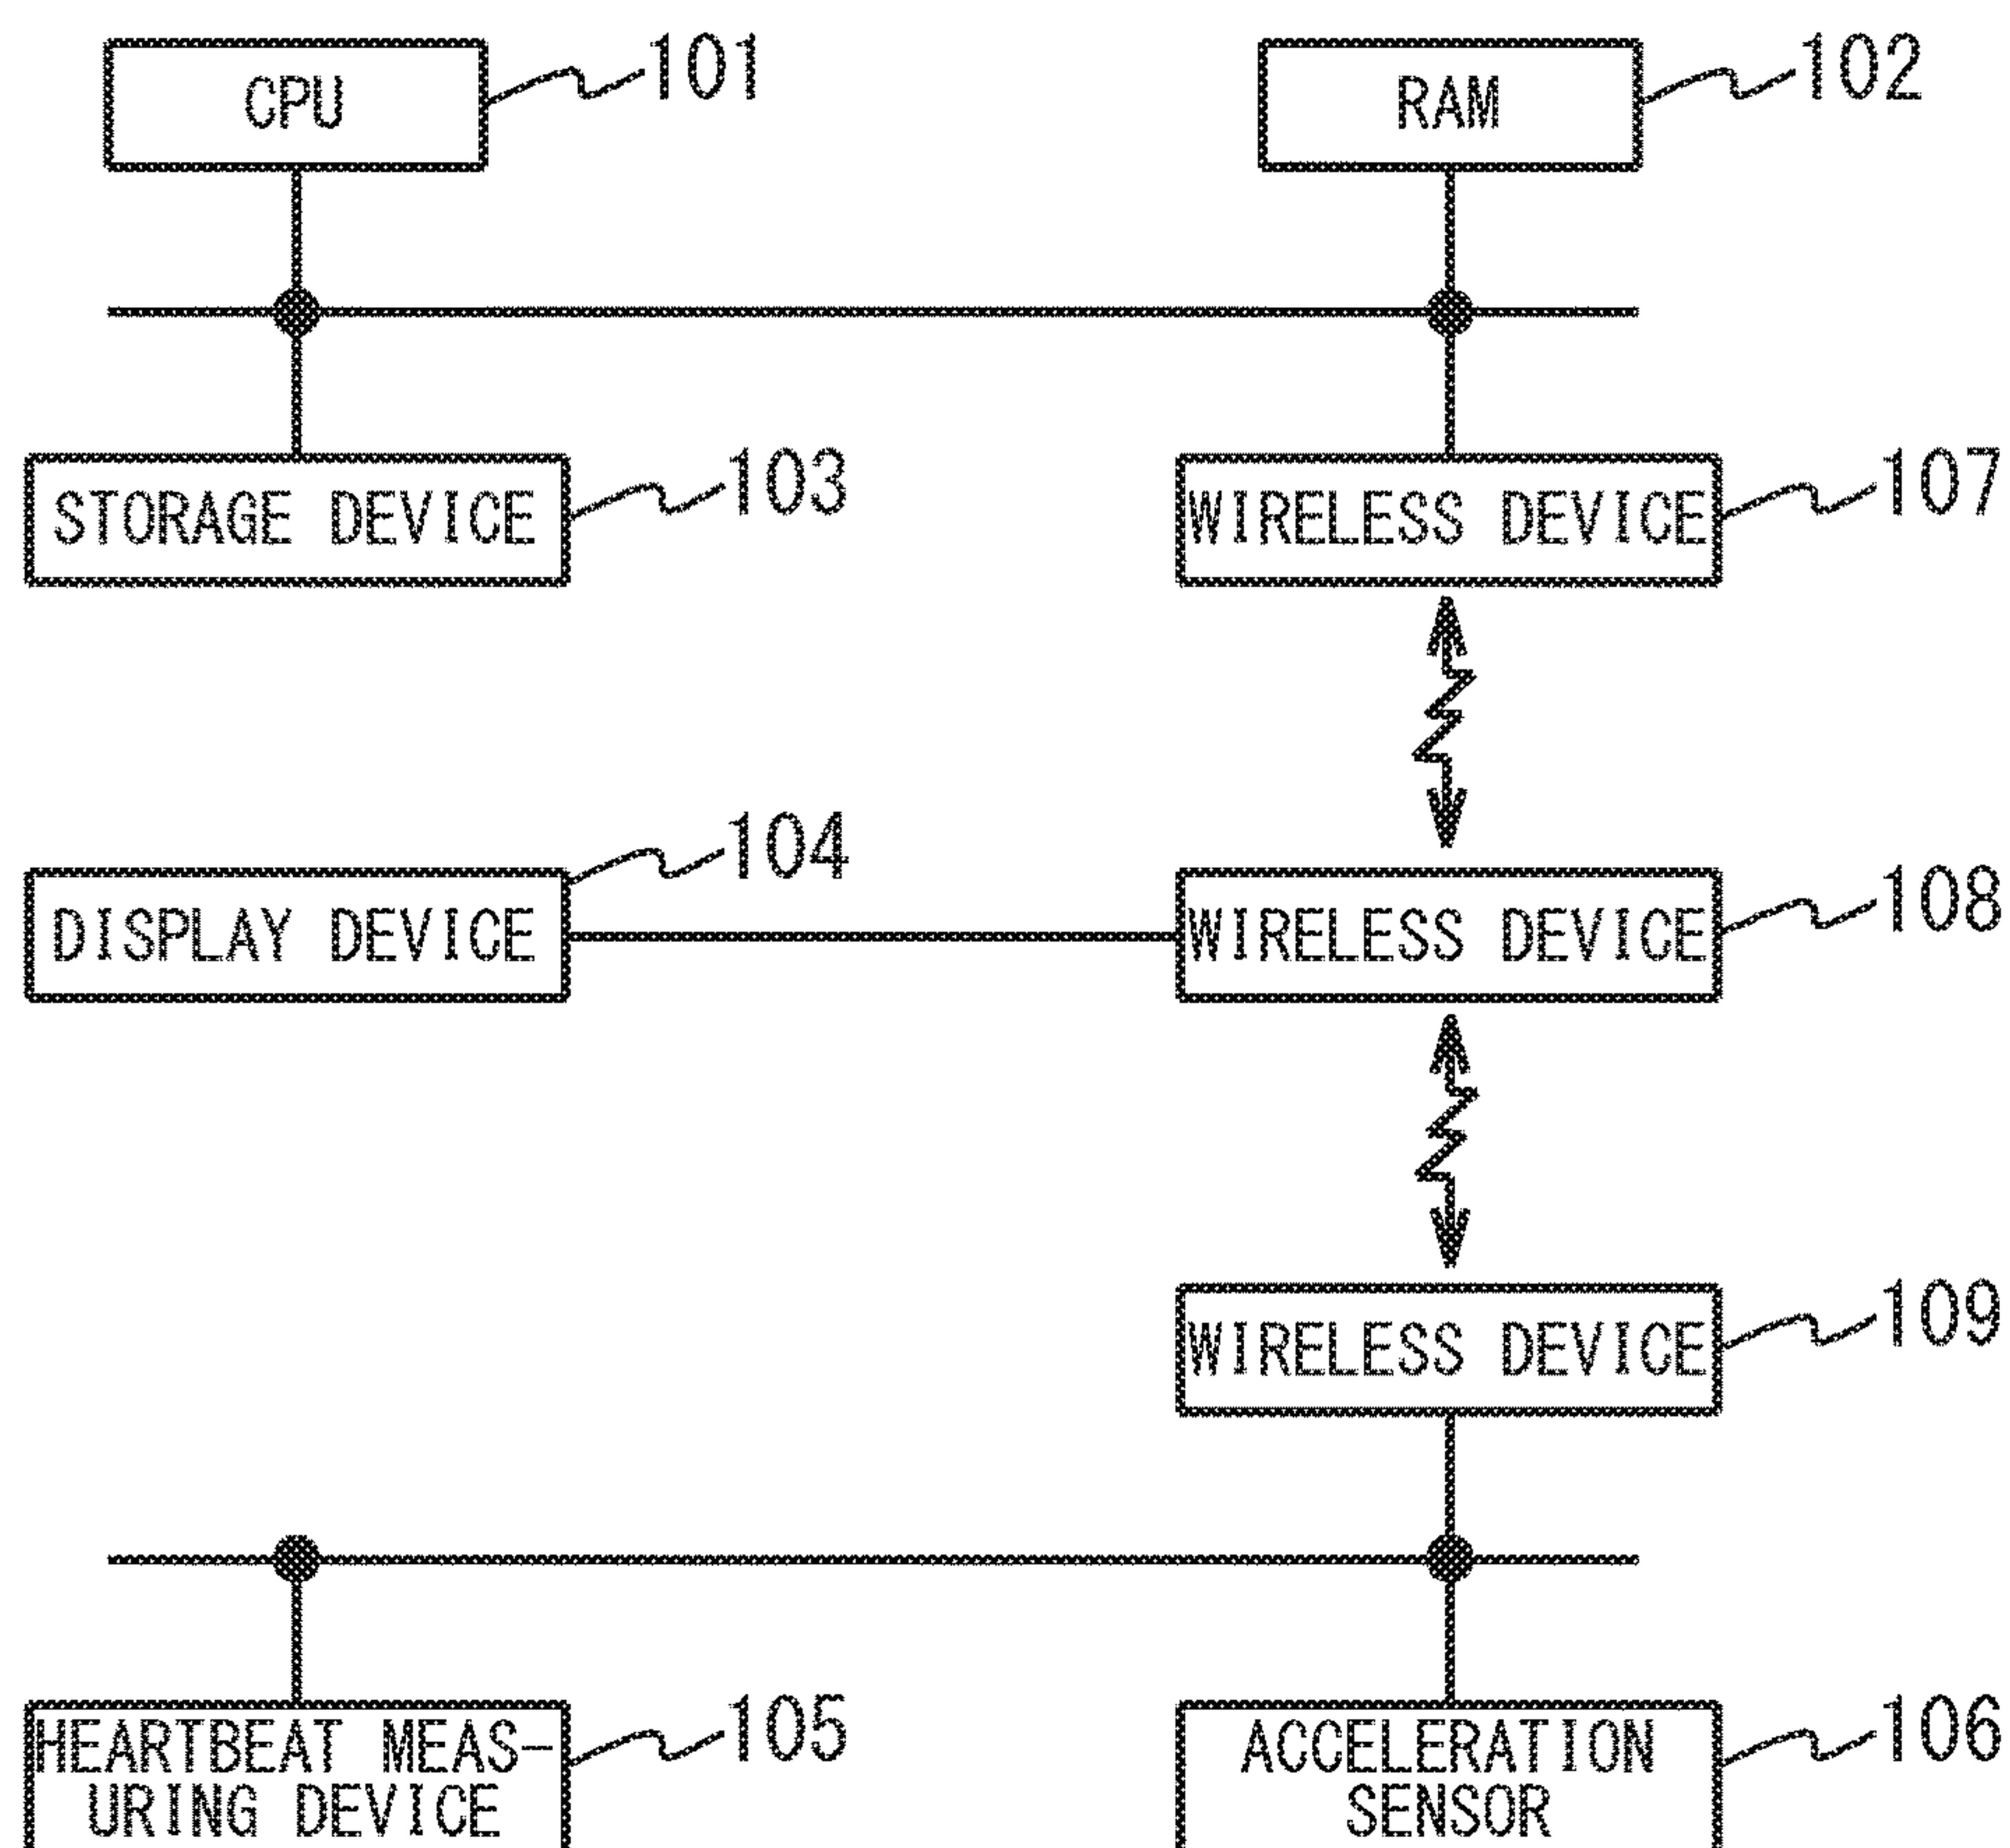 CPU
101
RAM
102
STORAGE DEVICE
103
WIRELESS DEVICE
107
DISPLAY DEVICE
104
WIRELESS DEVICE
108
WIRELESS DEVICE
109
HEARTBEAT MEAS-
URING DEVICE
105
ACCELERATION
SENSOR
106